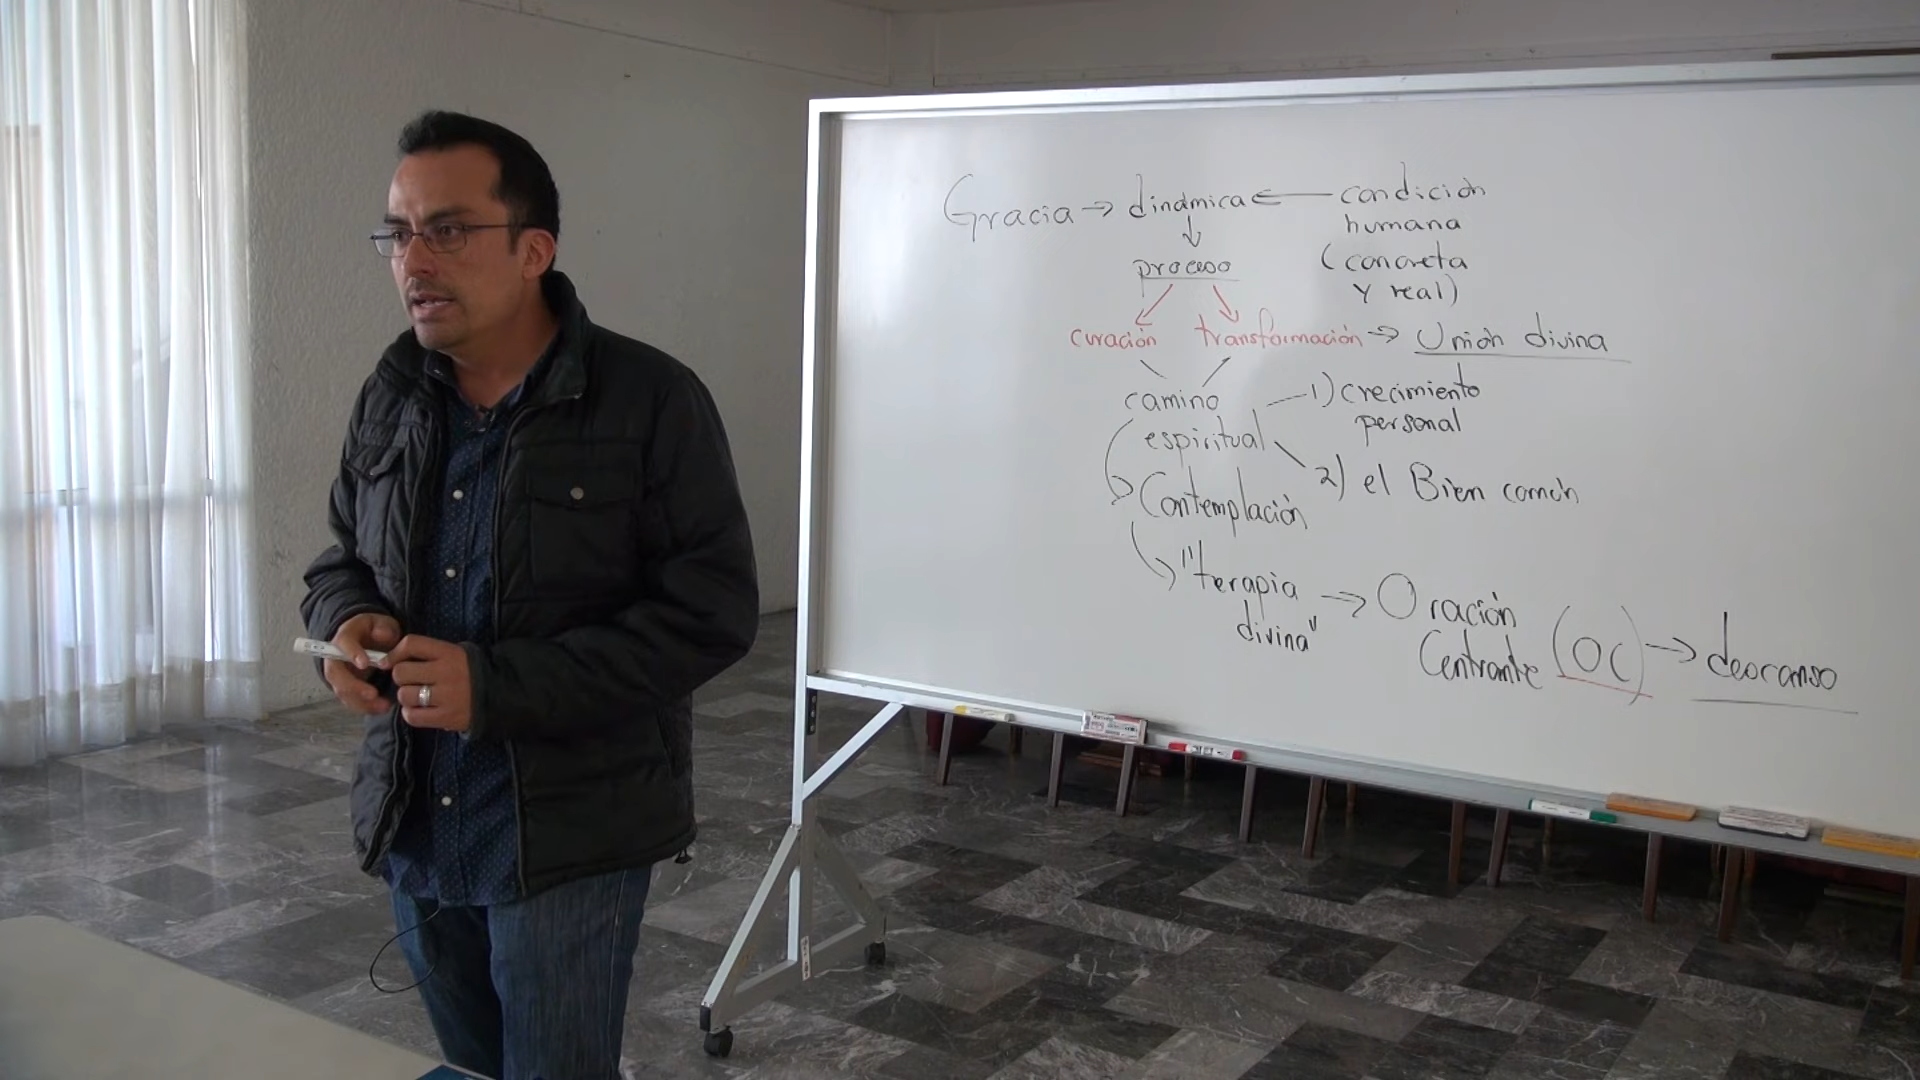 Gracia → dinámica ← condición
humana
proceso
(concreta
y real)
curación transformación → Unión divina
camino
espiritual
1) crecimiento
personal
2) el Bien común
Contemplación
"terapia
divina" → Oración
Centrante (OC) → descanso